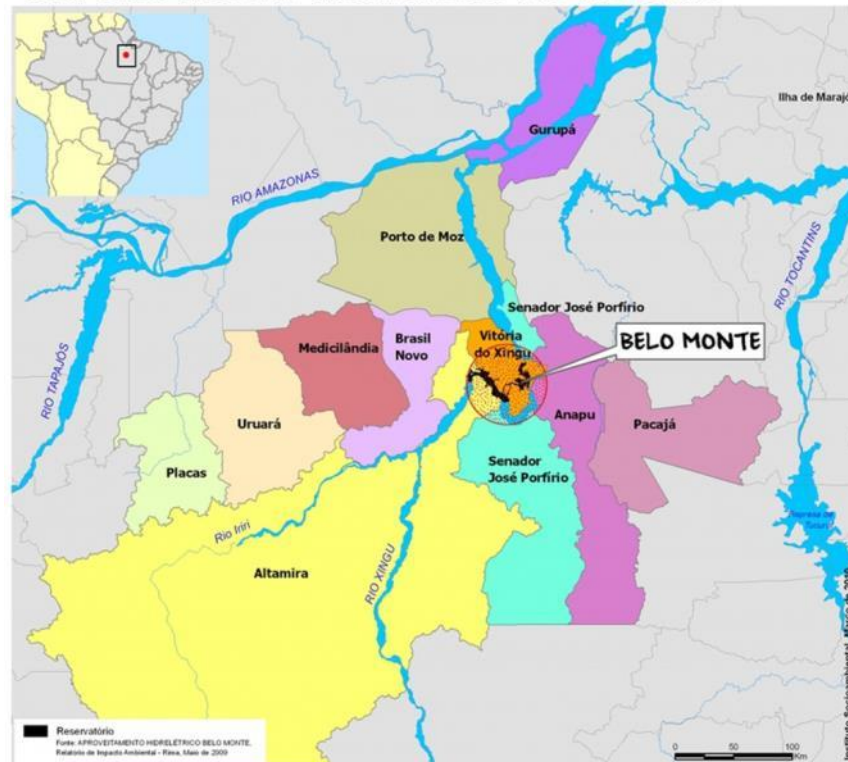 Ilha de Marajó
Gurupá
RIO AMAZONAS
Porto de Moz
RIO TOCANTINS
Senador José Porfírio
RIO TAPAJÓS
Medicilândia
Brasil
Novo
Vitória
do Xingu
BELO MONTE
Uruará
Anapu
Pacajá
Placas
Senador
José Porfírio
Rio Iriri
Altamira
RIO XINGU
Reservatório
Fonte: APROVEITAMENTO HIDRELÉTRICO BELO MONTE.
Relatório de Impacto Ambiental - Rima, Maio de 2009
0 50 100
Km
Instituto Socioambiental